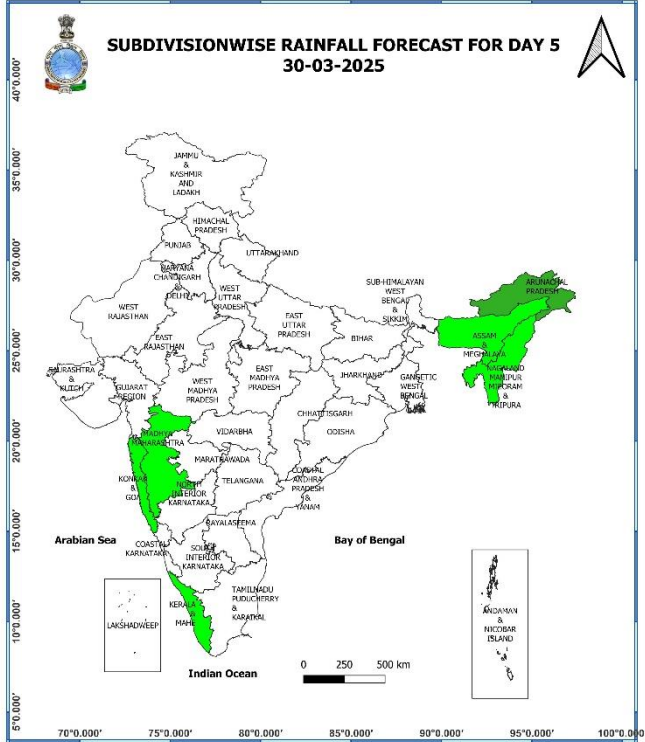 SUBDIVISIONWISE RAINFALL FORECAST FOR DAY 5
30-03-2025
40°0.000'
35°0.000'
30°0.000'
25°0.000'
20°0.000'
15°0.000'
10°0.000'
5°0.000'
JAMMU
&
KASHMIR
AND
LADAKH
HIMACHAL
PRADESH
PUNJAB
UTTARAKHAND
HARYANA
CHANDIGARH
&
DELHI
WEST
UTTAR
PRADESH
WEST
RAJASTHAN
EAST
RAJASTHAN
EAST
UTTAR
PRADESH
SUB-HIMALAYAN
WEST
BENGAL
&
SIKKIM
ARUNACHAL
PRADESH
ASSAM
&
MEGHALAYA
NAGALAND
MANIPUR
MIZORAM
&
TRIPURA
BIHAR
SAURASHTRA
&
KUTCH
GUJARAT
REGION
WEST
MADHYA
PRADESH
EAST
MADHYA
PRADESH
JHARKHAND
GANGETIC
WEST
BENGAL
CHHATTISGARH
ODISHA
MADHYA
MAHARASHTRA
VIDARBHA
MARATHWADA
KONKAN
&
GOA
NORTH
INTERIOR
KARNATAKA
TELANGANA
COASTAL
ANDHRA
PRADESH
&
YANAM
RAYALASEEMA
Arabian Sea
Bay of Bengal
COASTAL
KARNATAKA
SOUTH
INTERIOR
KARNATAKA
TAMILNADU
PUDUCHERRY
&
KARAIKAL
KERALA
&
MAHE
LAKSHADWEEP
ANDAMAN
&
NICOBAR
ISLAND
Indian Ocean
0 250 500 km
70°0.000' 75°0.000' 80°0.000' 85°0.000' 90°0.000' 95°0.000' 100°0.000'